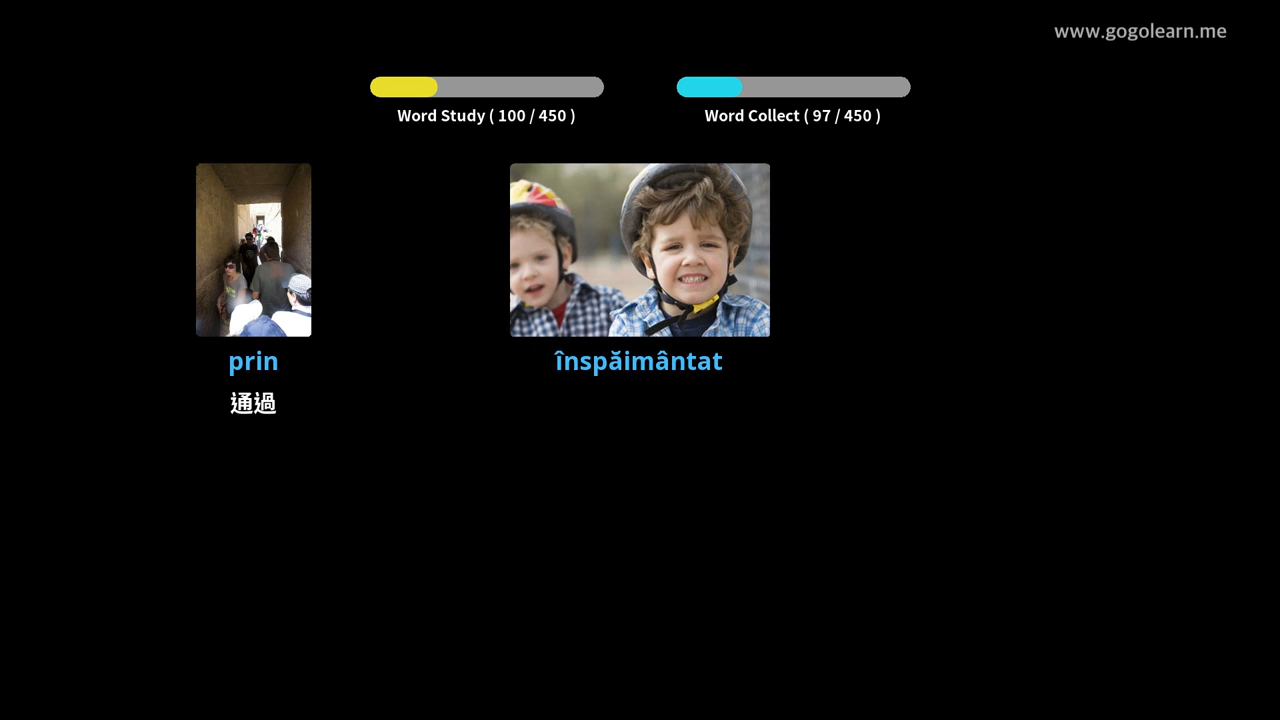 www.gogolearn.me
Word Study ( 100 / 450 )
Word Collect ( 97 / 450 )
prin
înspăimântat
通過